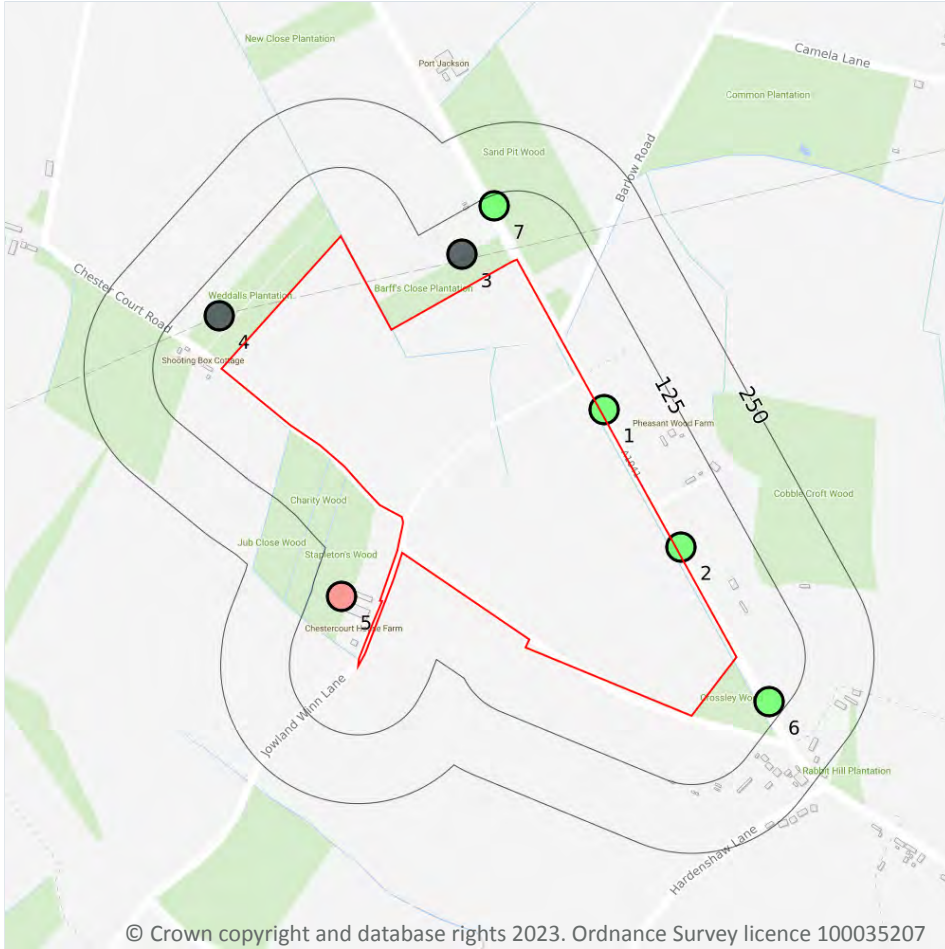 New Close Plantation
Camela Lane
Port Jackson
Common Plantation
Sand Pit Wood
Barlow Road
7
3
Chester Court Road
Weddalls Plantation
Barff's Close Plantation
4
Shooting Box Cottage
125
250
1
Pheasant Wood Farm
A1041
Cobble Croft Wood
Charity Wood
Jub Close Wood
Stapleton's Wood
2
5
Chestercourt House Farm
Jowland Winn Lane
Crossley Wood
6
Rabbit Hill Plantation
Hardenshaw Lane
© Crown copyright and database rights 2023. Ordnance Survey licence 100035207